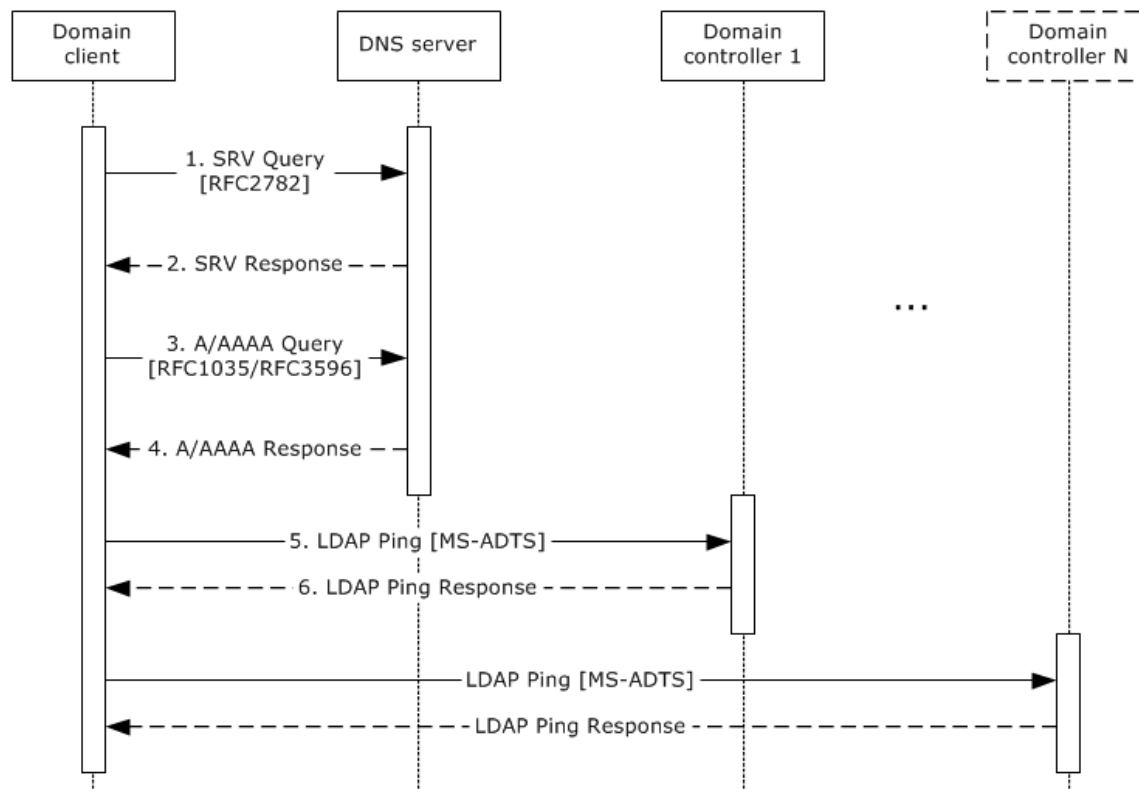 Domain
client
DNS server
Domain
controller 1
Domain
controller N
1. SRV Query
[RFC2782]
2. SRV Response
...
3. A/AAAA Query
[RFC1035/RFC3596]
4. A/AAAA Response
5. LDAP Ping [MS-ADTS]
6. LDAP Ping Response
LDAP Ping [MS-ADTS]
LDAP Ping Response